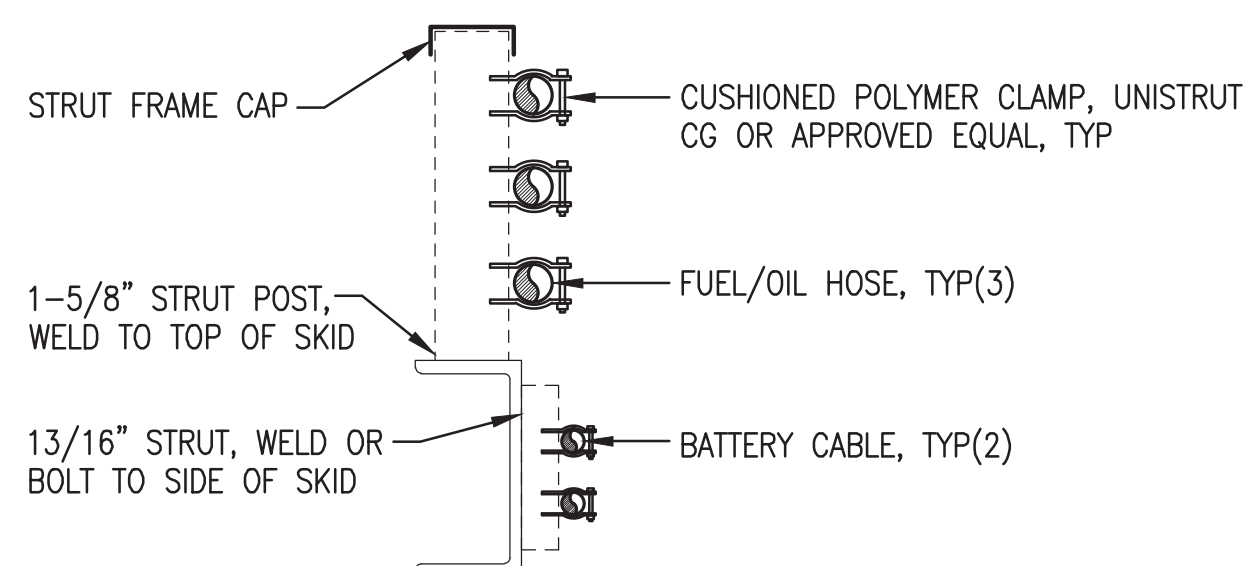 STRUT FRAME CAP
CUSHIONED POLYMER CLAMP, UNISTRUT
CG OR APPROVED EQUAL, TYP
1-5/8" STRUT POST,
WELD TO TOP OF SKID
FUEL/OIL HOSE, TYP(3)
13/16" STRUT, WELD OR
BOLT TO SIDE OF SKID
BATTERY CABLE, TYP(2)